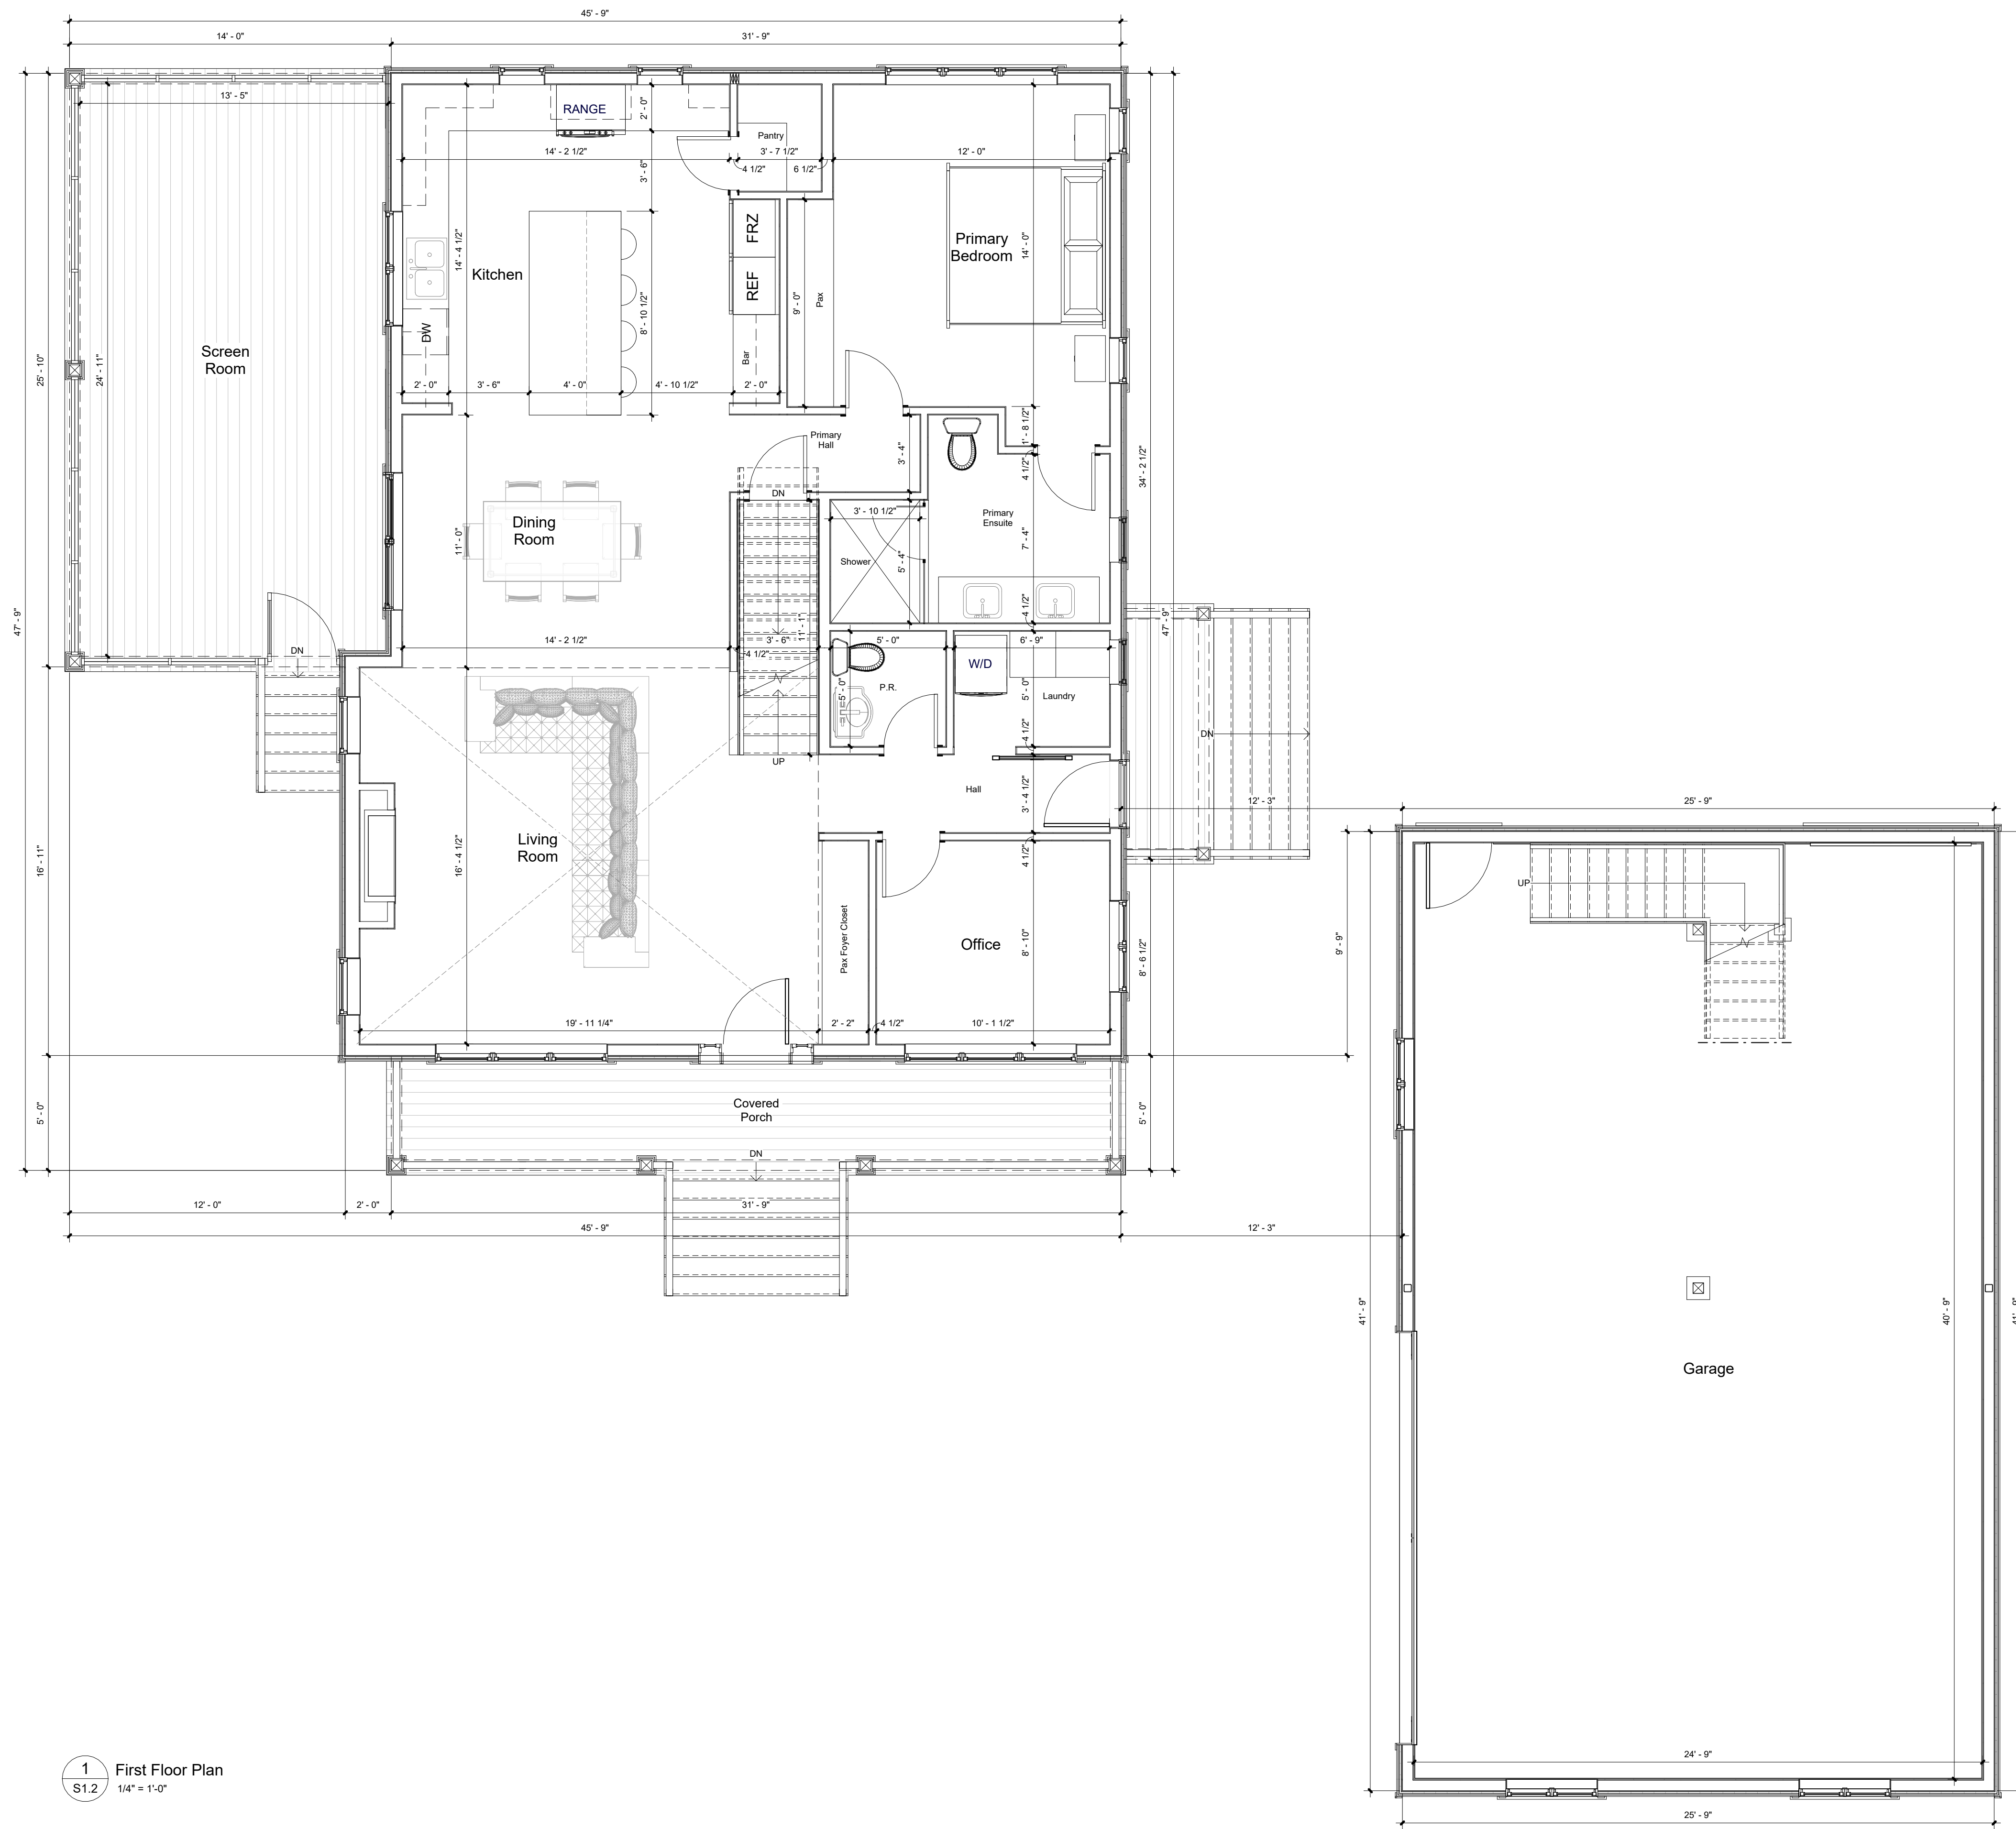 45' - 9"
14' - 0"
31' - 9"
13' - 5"
RANGE
2' - 0"
Pantry
14' - 2 1/2"
3' - 7 1/2"
12' - 0"
4 1/2"
6 1/2"
3' - 6"
FRZ
Primary
Bedroom
14' - 4 1/2"
14' - 0"
Kitchen
REF
9' - 0"
Pax
8' - 10 1/2"
DW
Bar
Screen
Room
24' - 11"
25' - 10"
2' - 0"
3' - 6"
4' - 0"
4' - 10 1/2"
2' - 0"
1' - 8 1/2"
Primary
Hall
3' - 4"
4 1/2"
34' - 2 1/2"
DN
3' - 10 1/2"
Primary
Ensuite
Dining
Room
11' - 0"
7' - 4"
Shower
5' - 4"
4 1/2"
47' - 9"
47' - 9"
11' - 1"
14' - 2 1/2"
3' - 6"
5' - 0"
6' - 9"
4 1/2"
DN
W/D
P.R.
5' - 0"
5' - 0"
Laundry
4 1/2"
DN
UP
Hall
3' - 4 1/2"
12' - 3"
25' - 9"
Living
Room
16' - 4 1/2"
16' - 11"
4 1/2"
UP
Pax Foyer Closet
Office
8' - 10"
8' - 6 1/2"
9' - 9"
19' - 11 1/4"
2' - 2"
4 1/2"
10' - 1 1/2"
Covered
Porch
5' - 0"
5' - 0"
DN
12' - 0"
2' - 0"
31' - 9"
45' - 9"
12' - 3"
41' - 9"
40' - 9"
41' - 9"
Garage
24' - 9"
25' - 9"
1
S1.2
First Floor Plan
1/4" = 1'-0"